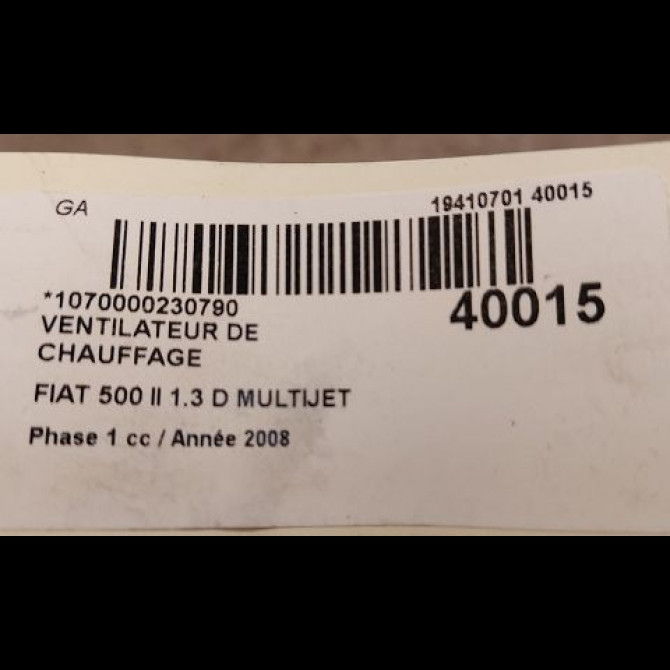 GA
19410701 40015
*1070000230790
40015
VENTILATEUR DE
CHAUFFAGE
FIAT 500 II 1.3 D MULTIJET
Phase 1 cc / Année 2008